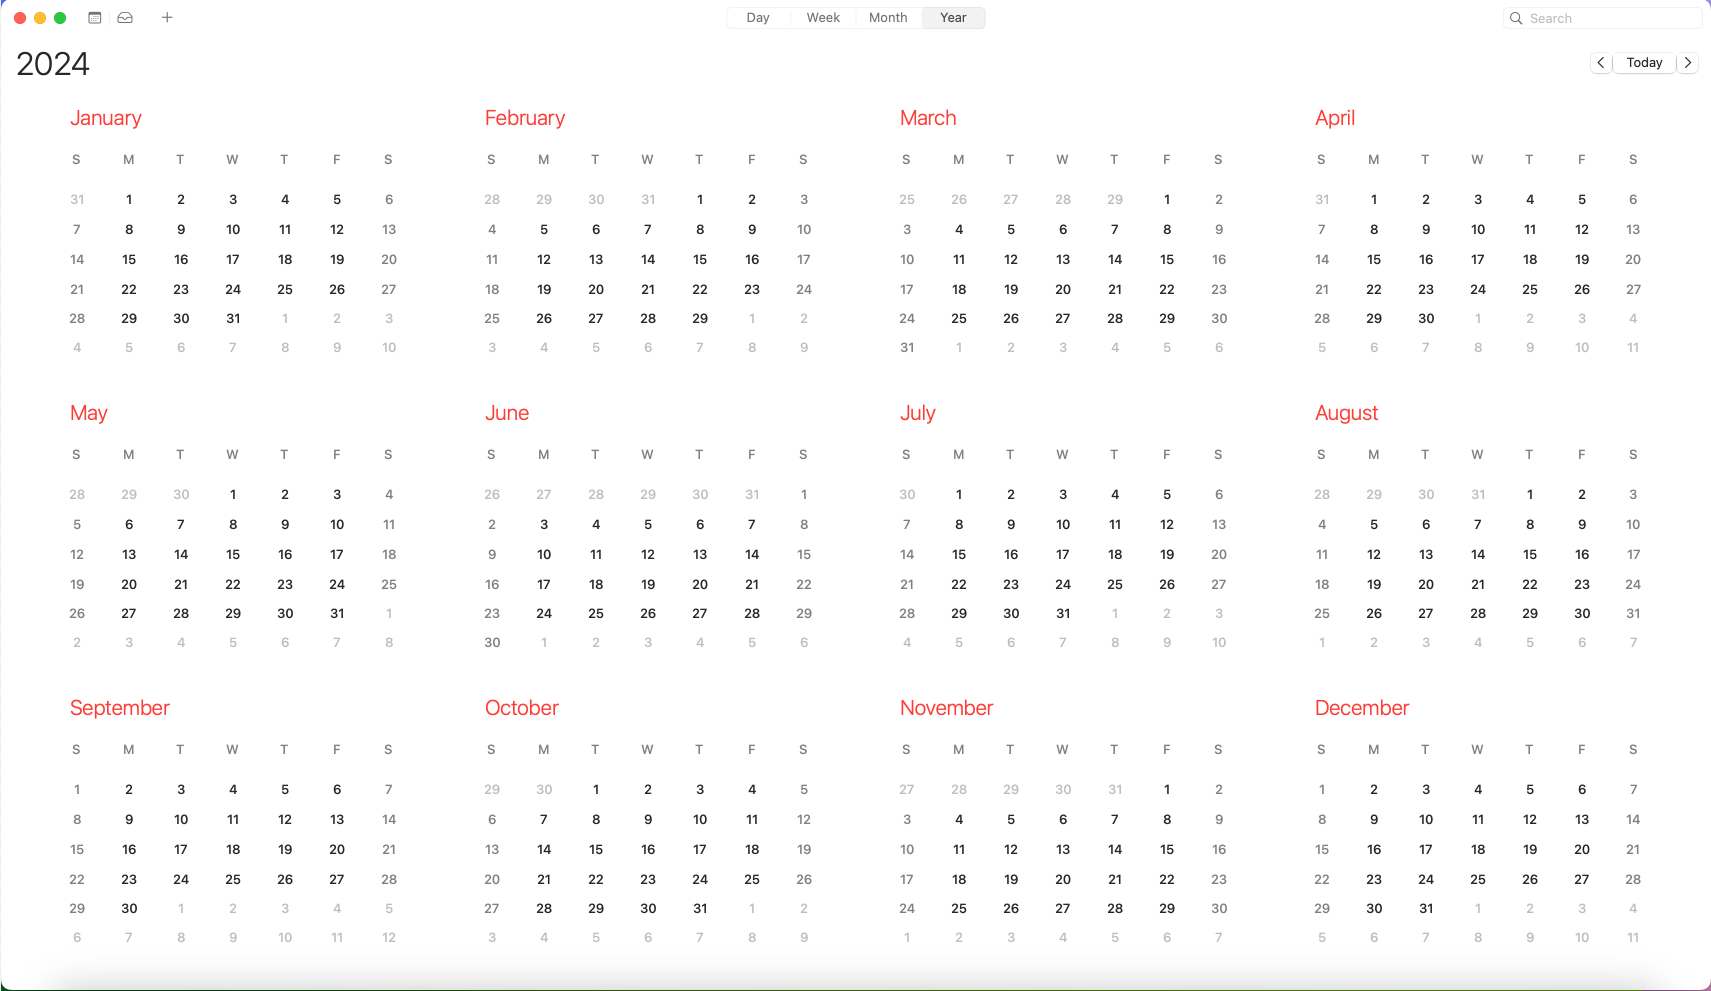 Day Week Month Year Search
2024 Today
January February March April
S M T W T F S S M T W T F S S M T W T F S S M T W T F S
31 1 2 3 4 5 6 28 29 30 31 1 2 3 25 26 27 28 29 1 2 31 1 2 3 4 5 6
7 8 9 10 11 12 13 4 5 6 7 8 9 10 3 4 5 6 7 8 9 7 8 9 10 11 12 13
14 15 16 17 18 19 20 11 12 13 14 15 16 17 10 11 12 13 14 15 16 14 15 16 17 18 19 20
21 22 23 24 25 26 27 18 19 20 21 22 23 24 17 18 19 20 21 22 23 21 22 23 24 25 26 27
28 29 30 31 1 2 3 25 26 27 28 29 1 2 24 25 26 27 28 29 30 28 29 30 1 2 3 4
4 5 6 7 8 9 10 3 4 5 6 7 8 9 31 1 2 3 4 5 6 5 6 7 8 9 10 11
May June July August
S M T W T F S S M T W T F S S M T W T F S S M T W T F S
28 29 30 1 2 3 4 26 27 28 29 30 31 1 30 1 2 3 4 5 6 28 29 30 31 1 2 3
5 6 7 8 9 10 11 2 3 4 5 6 7 8 7 8 9 10 11 12 13 4 5 6 7 8 9 10
12 13 14 15 16 17 18 9 10 11 12 13 14 15 14 15 16 17 18 19 20 11 12 13 14 15 16 17
19 20 21 22 23 24 25 16 17 18 19 20 21 22 21 22 23 24 25 26 27 18 19 20 21 22 23 24
26 27 28 29 30 31 1 23 24 25 26 27 28 29 28 29 30 31 1 2 3 25 26 27 28 29 30 31
2 3 4 5 6 7 8 30 1 2 3 4 5 6 4 5 6 7 8 9 10 1 2 3 4 5 6 7
September October November December
S M T W T F S S M T W T F S S M T W T F S S M T W T F S
1 2 3 4 5 6 7 29 30 1 2 3 4 5 27 28 29 30 31 1 2 1 2 3 4 5 6 7
8 9 10 11 12 13 14 6 7 8 9 10 11 12 3 4 5 6 7 8 9 8 9 10 11 12 13 14
15 16 17 18 19 20 21 13 14 15 16 17 18 19 10 11 12 13 14 15 16 15 16 17 18 19 20 21
22 23 24 25 26 27 28 20 21 22 23 24 25 26 17 18 19 20 21 22 23 22 23 24 25 26 27 28
29 30 1 2 3 4 5 27 28 29 30 31 1 2 24 25 26 27 28 29 30 29 30 31 1 2 3 4
6 7 8 9 10 11 12 3 4 5 6 7 8 9 1 2 3 4 5 6 7 5 6 7 8 9 10 11